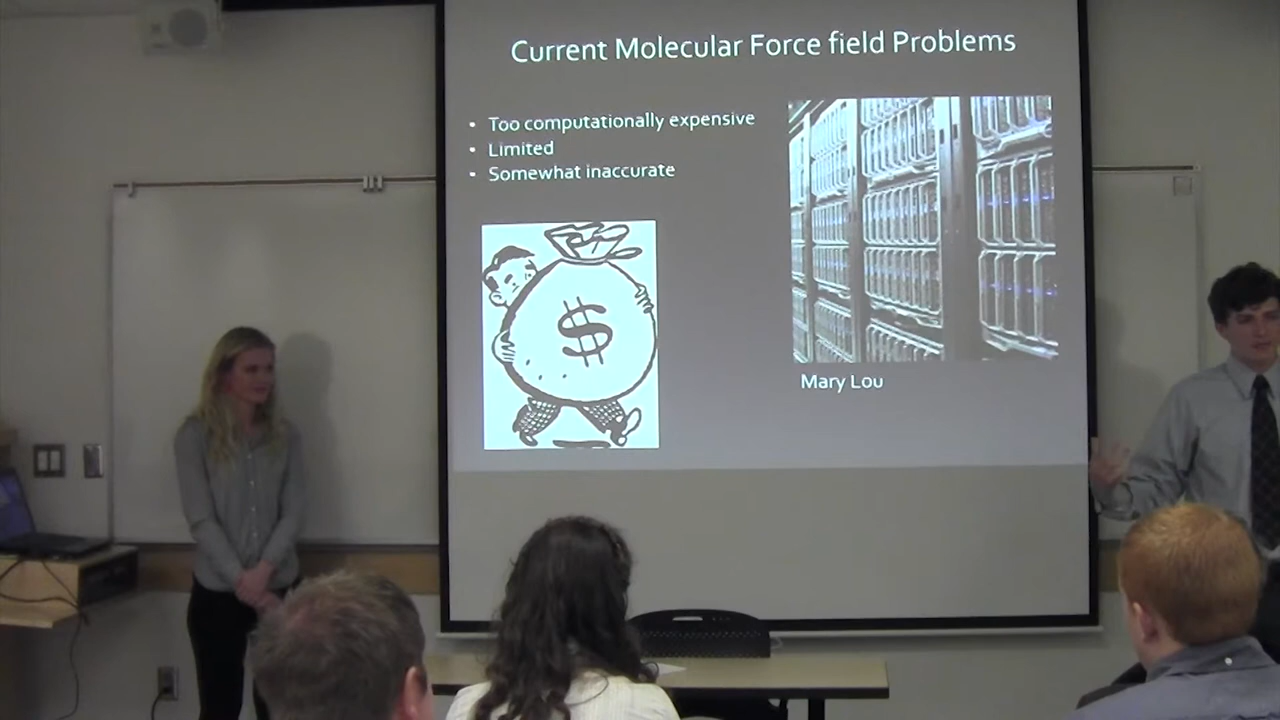 Current Molecular Force field Problems
• Too computationally expensive
• Limited
• Somewhat inaccurate
$
Mary Lou